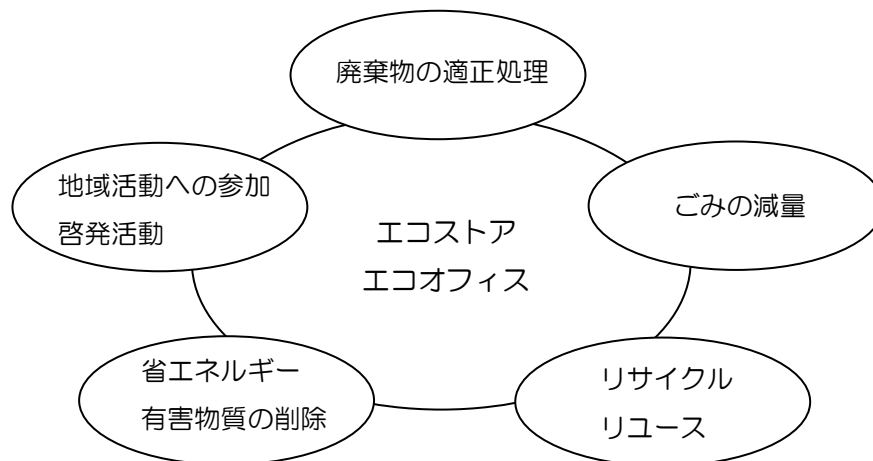 廃棄物の適正処理
地域活動への参加
啓発活動
ごみの減量
エコストア
エコオフィス
省エネルギー
有害物質の削除
リサイクル
リユース